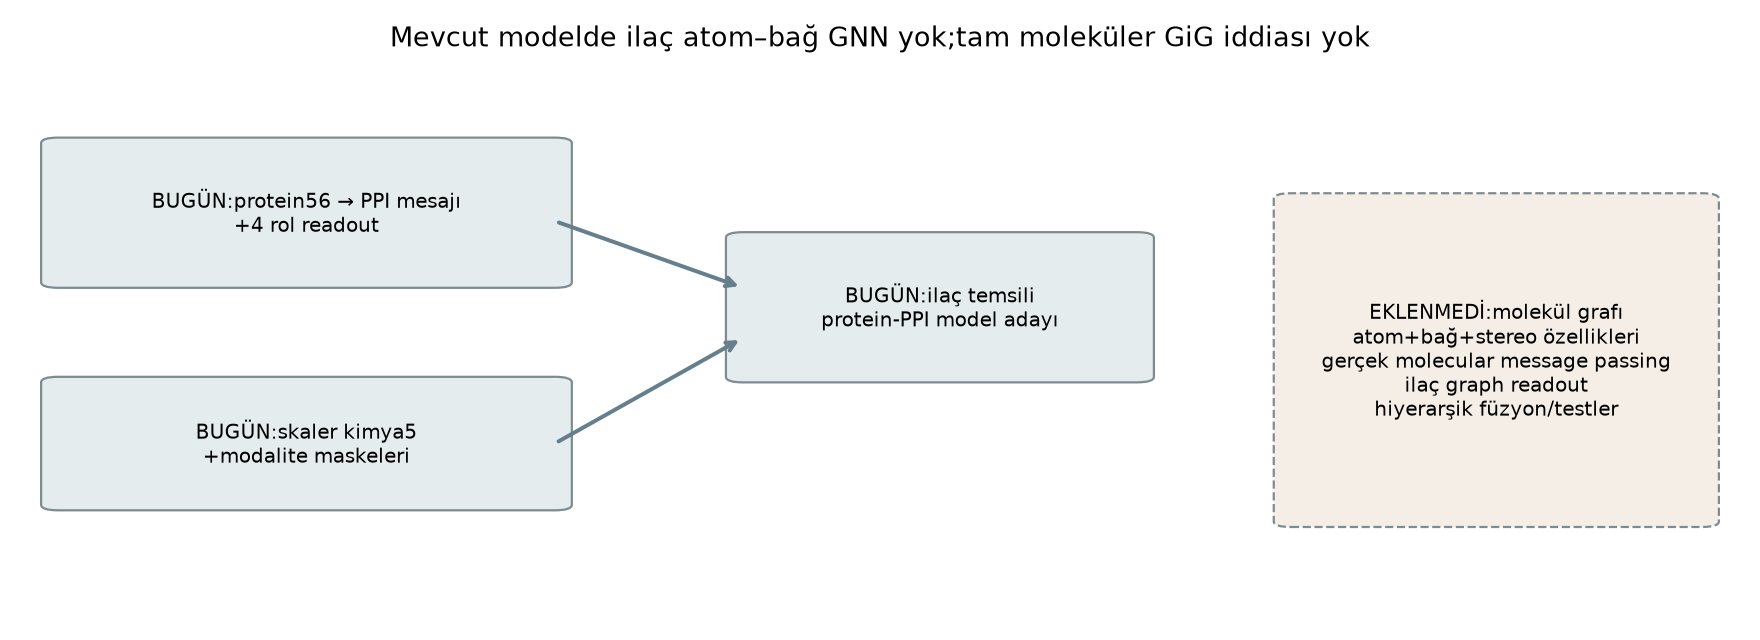 Mevcut modelde ilaç atom–bağ GNN yok;tam moleküler GiG iddiası yok
BUGÜN:protein56 → PPI mesajı
+4 rol readout
BUGÜN:skaler kimya5
+modalite maskeleri
BUGÜN:ilaç temsili
protein-PPI model adayı
EKLENMEDİ:molekül grafı
atom+bağ+stereo özellikleri
gerçek molecular message passing
ilaç graph readout
hiyerarşik füzyon/testler